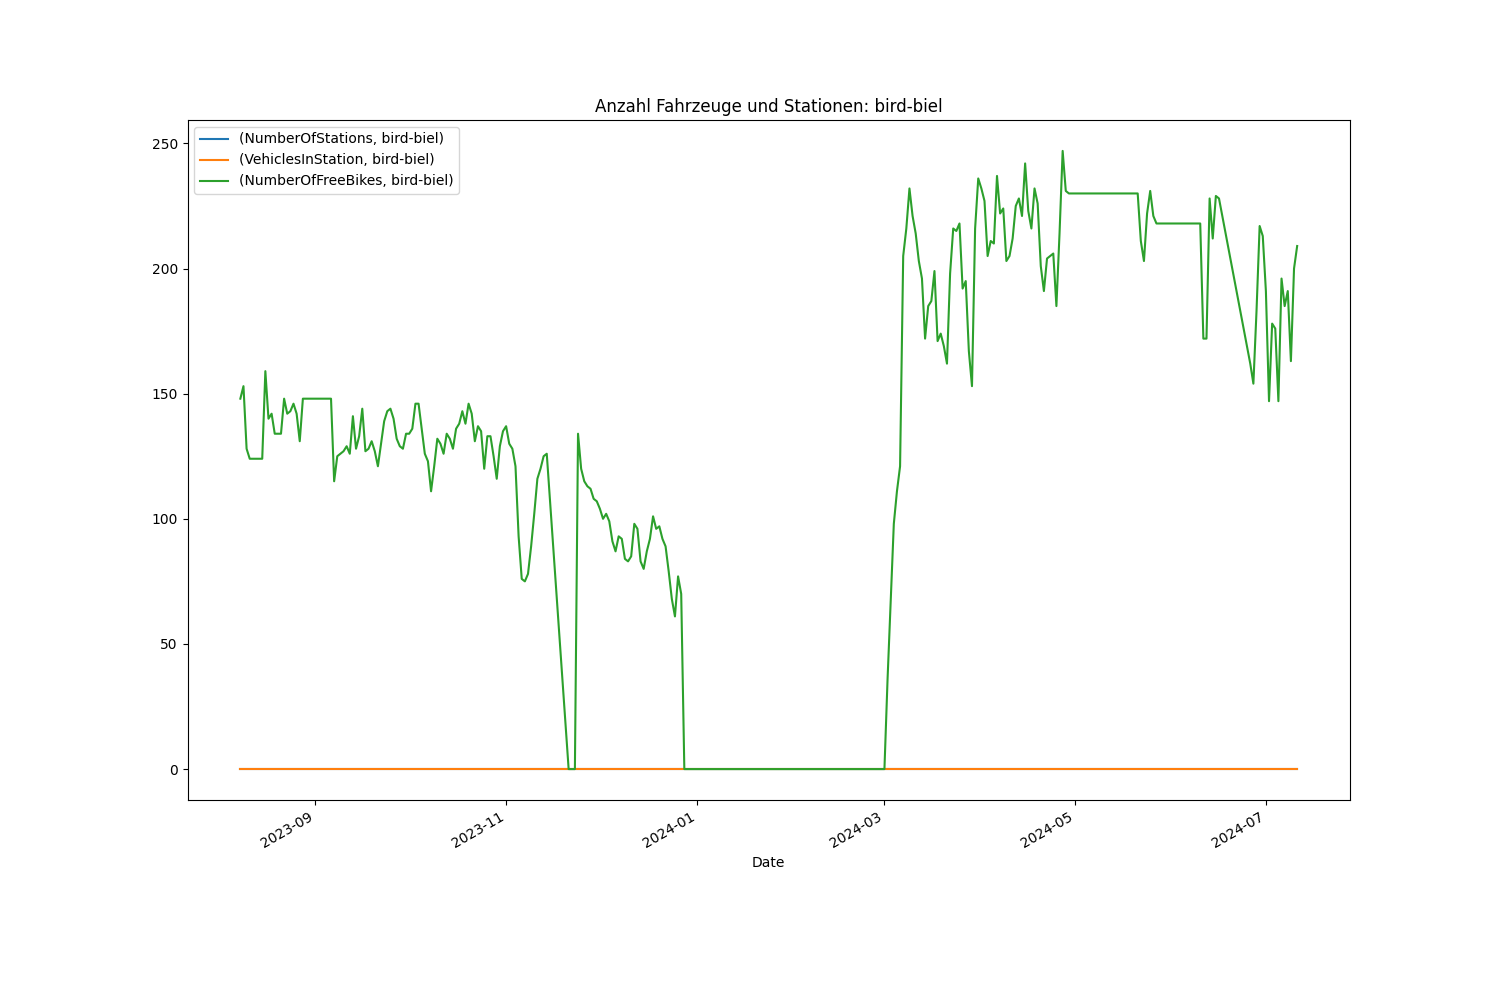 Anzahl Fahrzeuge und Stationen: bird-biel
(NumberOfStations, bird-biel)
(VehiclesInStation, bird-biel)
(NumberOfFreeBikes, bird-biel)
250
200
150
100
50
0
2023-09
2023-11
2024-01
2024-03
2024-05
2024-07
Date